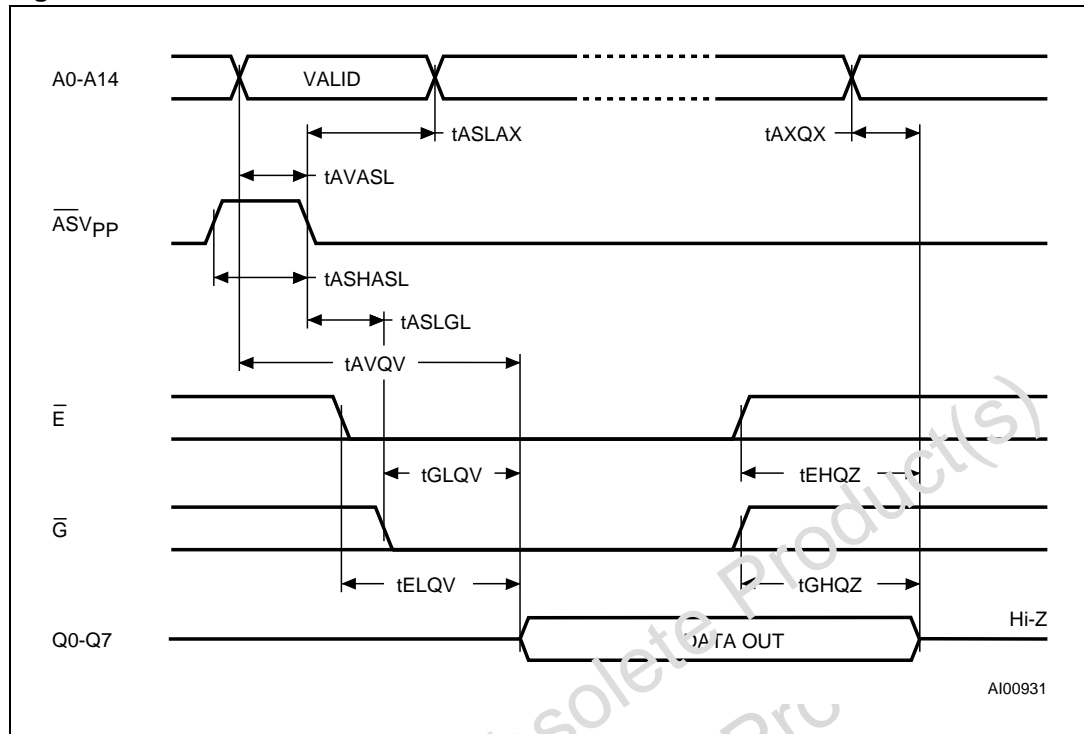 A0-A14
VALID
tASLAX
tAXQX
tAVASL
ASVPP
tASHASL
tASLGL
tAVQV
E
tGLQV
tEHQZ
G
tELQV
tGHQZ
Q0-Q7
DATA OUT
Hi-Z
AI00931
Product(s)